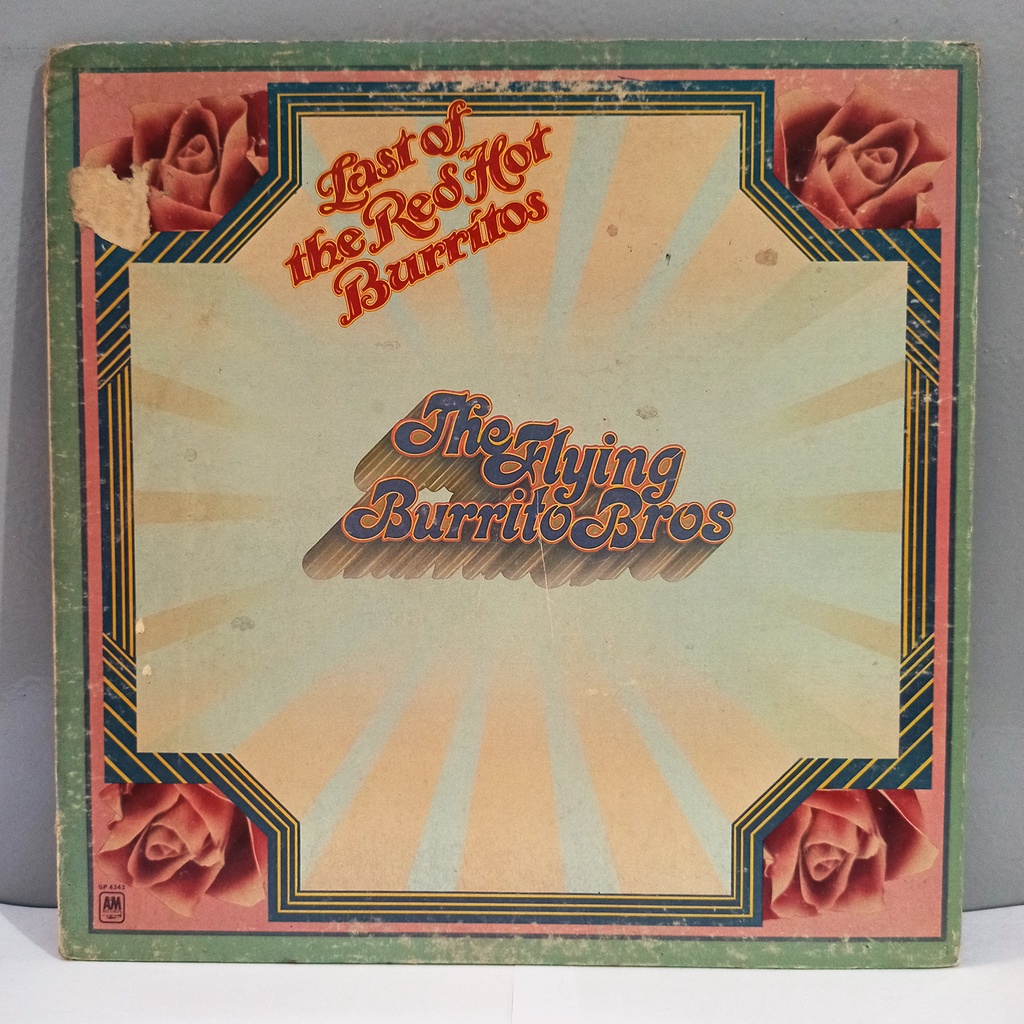 Last of
the Red Hot
Burritos
The Flying
Burrito Bros
SP 4343
AM